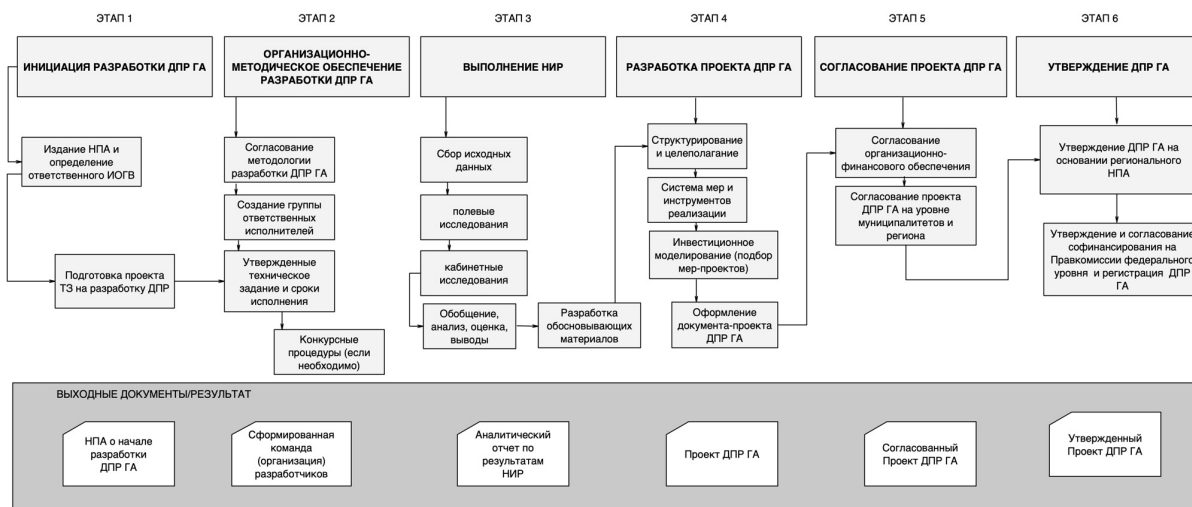 ЭТАП 1
ЭТАП 2
ЭТАП 3
ЭТАП 4
ЭТАП 5
ЭТАП 6
ИНИЦИАЦИЯ РАЗРАБОТКИ ДПР ГА
ОРГАНИЗАЦИОННО-
МЕТОДИЧЕСКОЕ ОБЕСПЕЧЕНИЕ
РАЗРАБОТКИ ДПР ГА
ВЫПОЛНЕНИЕ НИР
РАЗРАБОТКА ПРОЕКТА ДПР ГА
СОГЛАСОВАНИЕ ПРОЕКТА ДПР ГА
УТВЕРЖДЕНИЕ ДПР ГА
Издание НПА и
определение
ответственного ИОГВ
Подготовка проекта
ТЗ на разработку ДПР
Согласование
методологии
разработки ДПР ГА
Создание группы
ответственных
исполнителей
Утвержденные
техническое
задание и сроки
исполнения
Конкурсные
процедуры (если
необходимо)
Сбор исходных
данных
полевые
исследования
кабинетные
исследования
Обобщение,
анализ, оценка,
выводы
Разработка
обосновывающих
материалов
Структурирование
и целеполагание
Система мер и
инструментов
реализации
Инвестиционное
моделирование (подбор
мер-проектов)
Оформление
документа-проекта
ДПР ГА
Согласование
организационно-
финансового обеспечения
Согласование проекта
ДПР ГА на уровне
муниципалитетов и
региона
Утверждение ДПР ГА на
основании регионального
НПА
Утверждение и согласование
софинансирования на
Правкомиссии федерального
уровня и регистрация ДПР
ГА
ВЫХОДНЫЕ ДОКУМЕНТЫ/РЕЗУЛЬТАТ
НПА о начале
разработки
ДПР ГА
Сформированная
команда
(организация)
разработчиков
Аналитический
отчет по
результатам
НИР
Проект ДПР ГА
Согласованный
Проект ДПР ГА
Утвержденный
Проект ДПР ГА